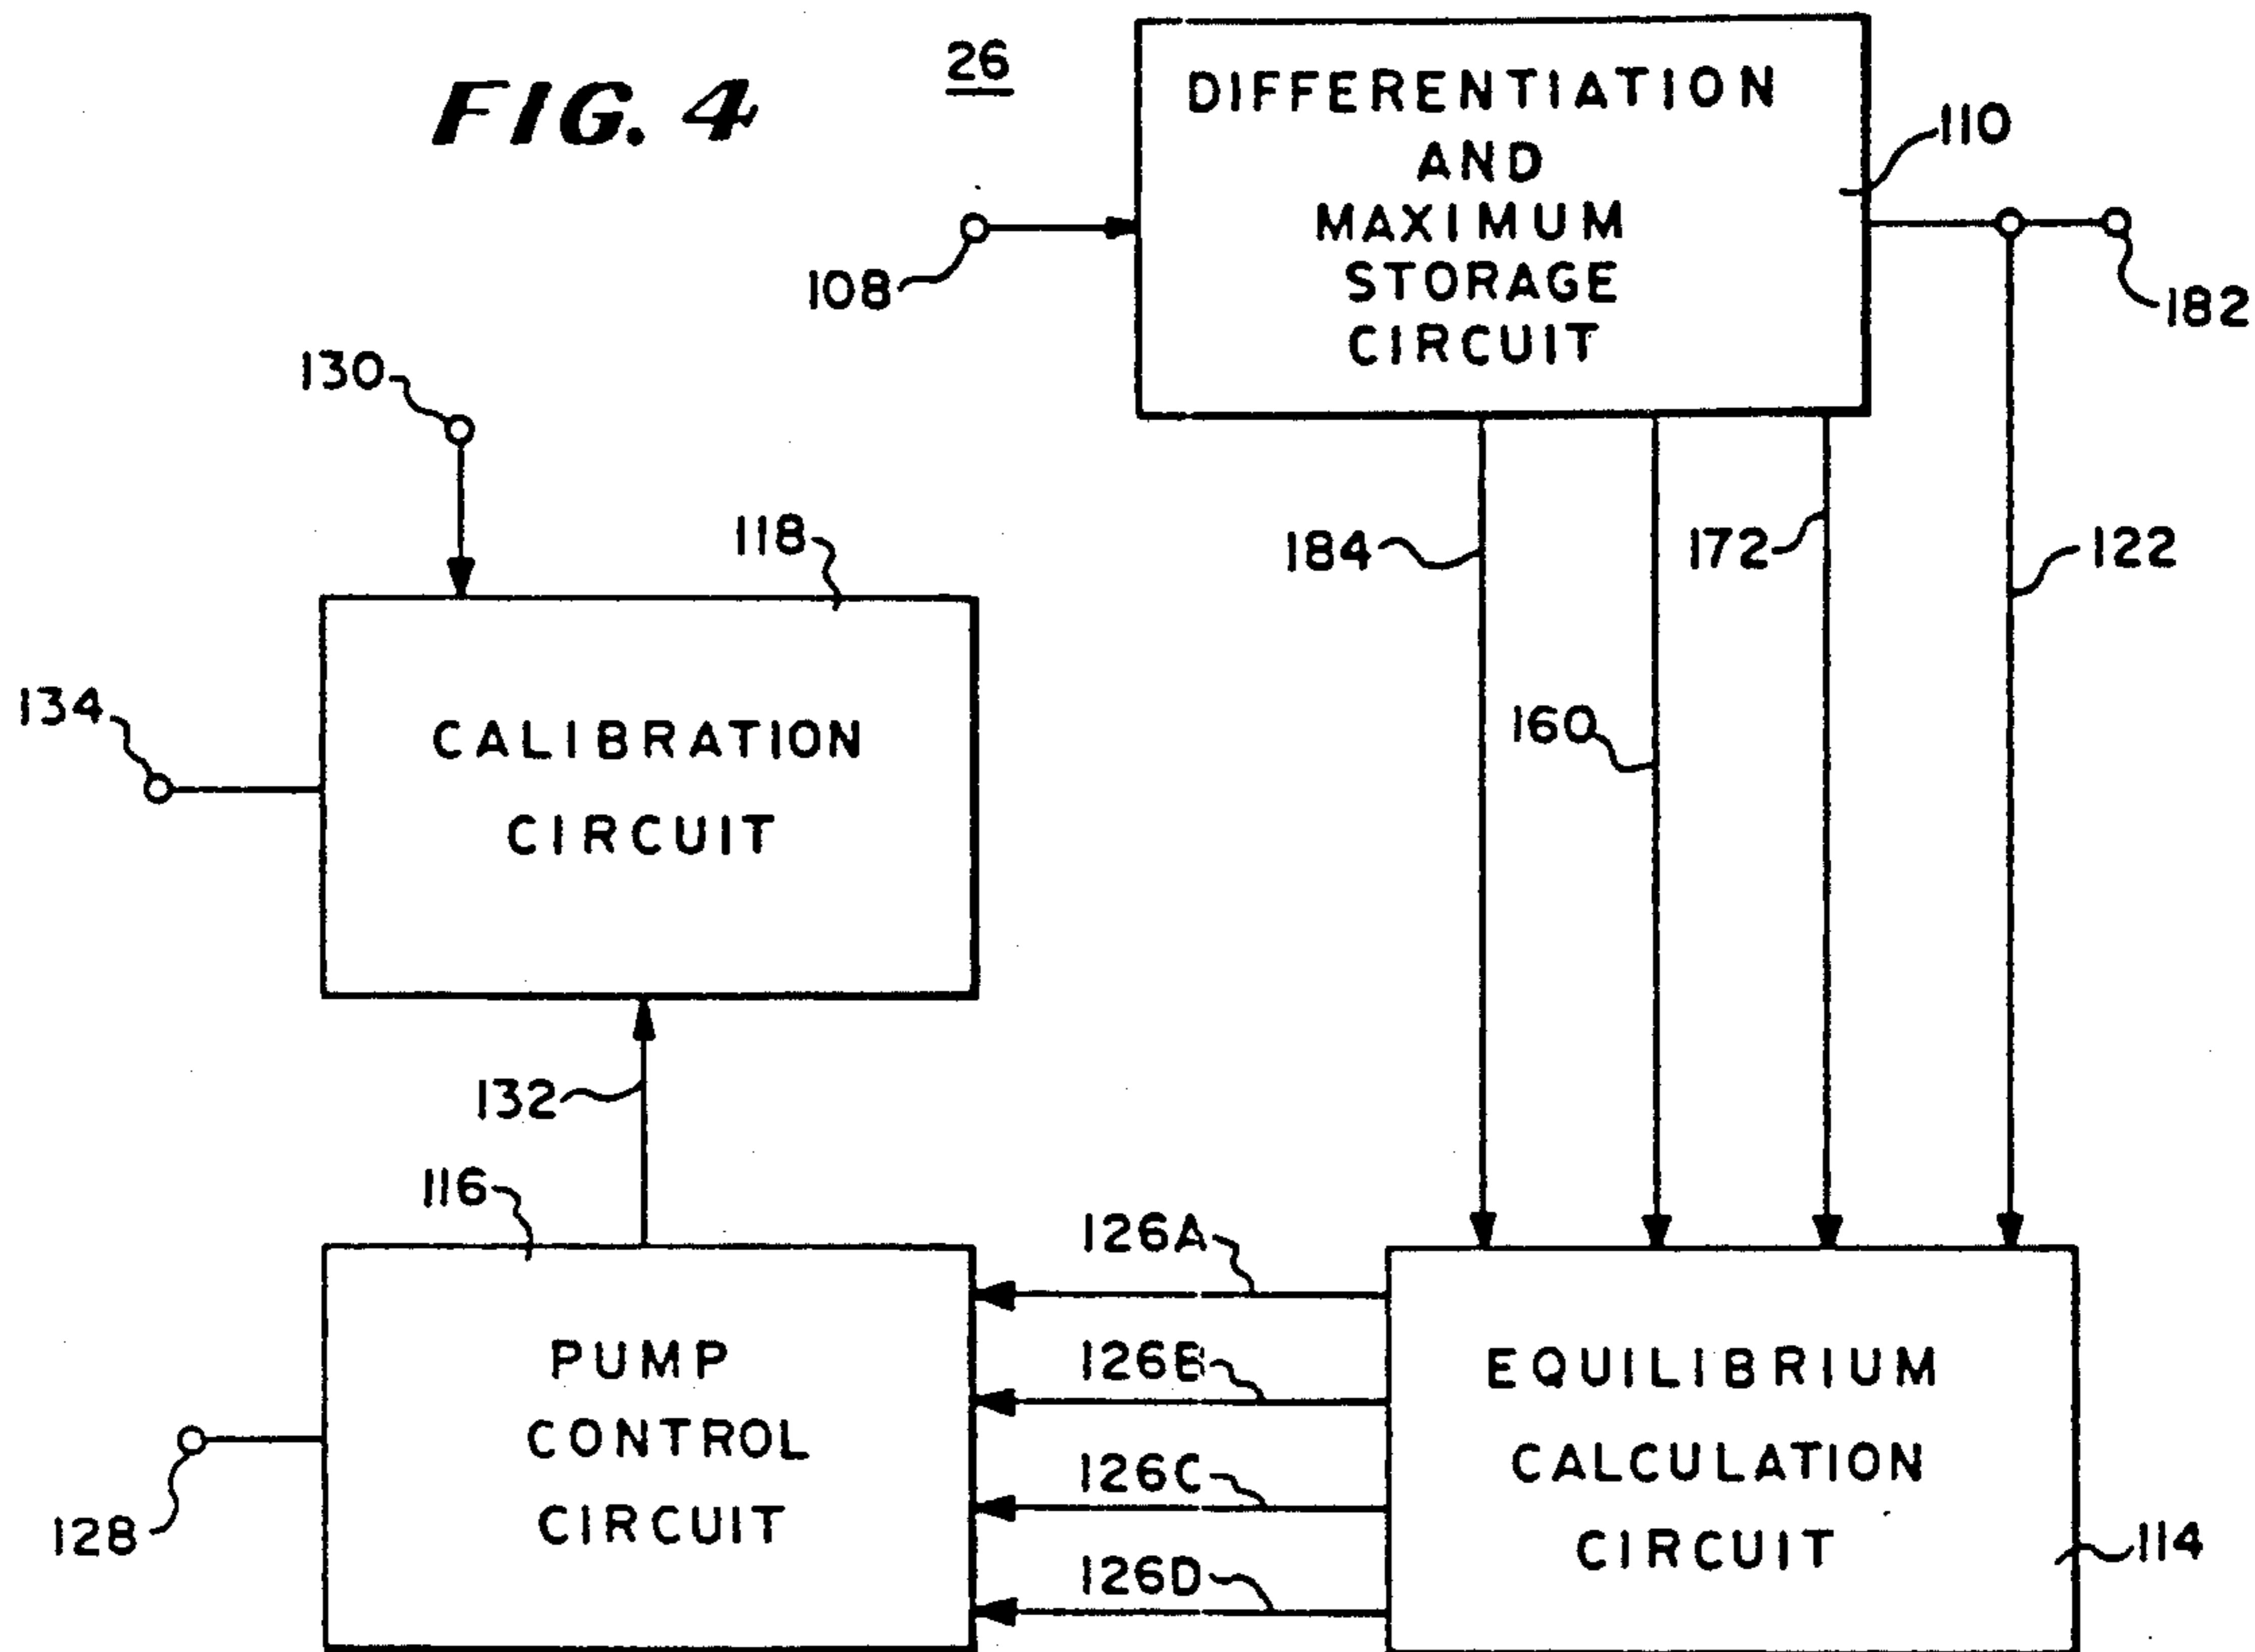 FIG. 4
26
DIFFERENTIATION
AND
MAXIMUM
STORAGE
CIRCUIT
110
108
182
130
118
184
172
122
134
160
CALIBRATION
CIRCUIT
132
116
126A
126B
126C
126D
PUMP
CONTROL
CIRCUIT
128
EQUILIBRIUM
CALCULATION
CIRCUIT
114